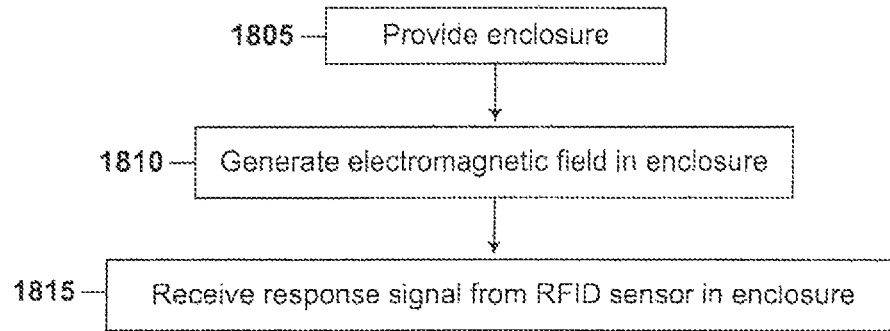 1805 Provide enclosure
1810 Generate electromagnetic field in enclosure
1815 Receive response signal from RFID sensor in enclosure